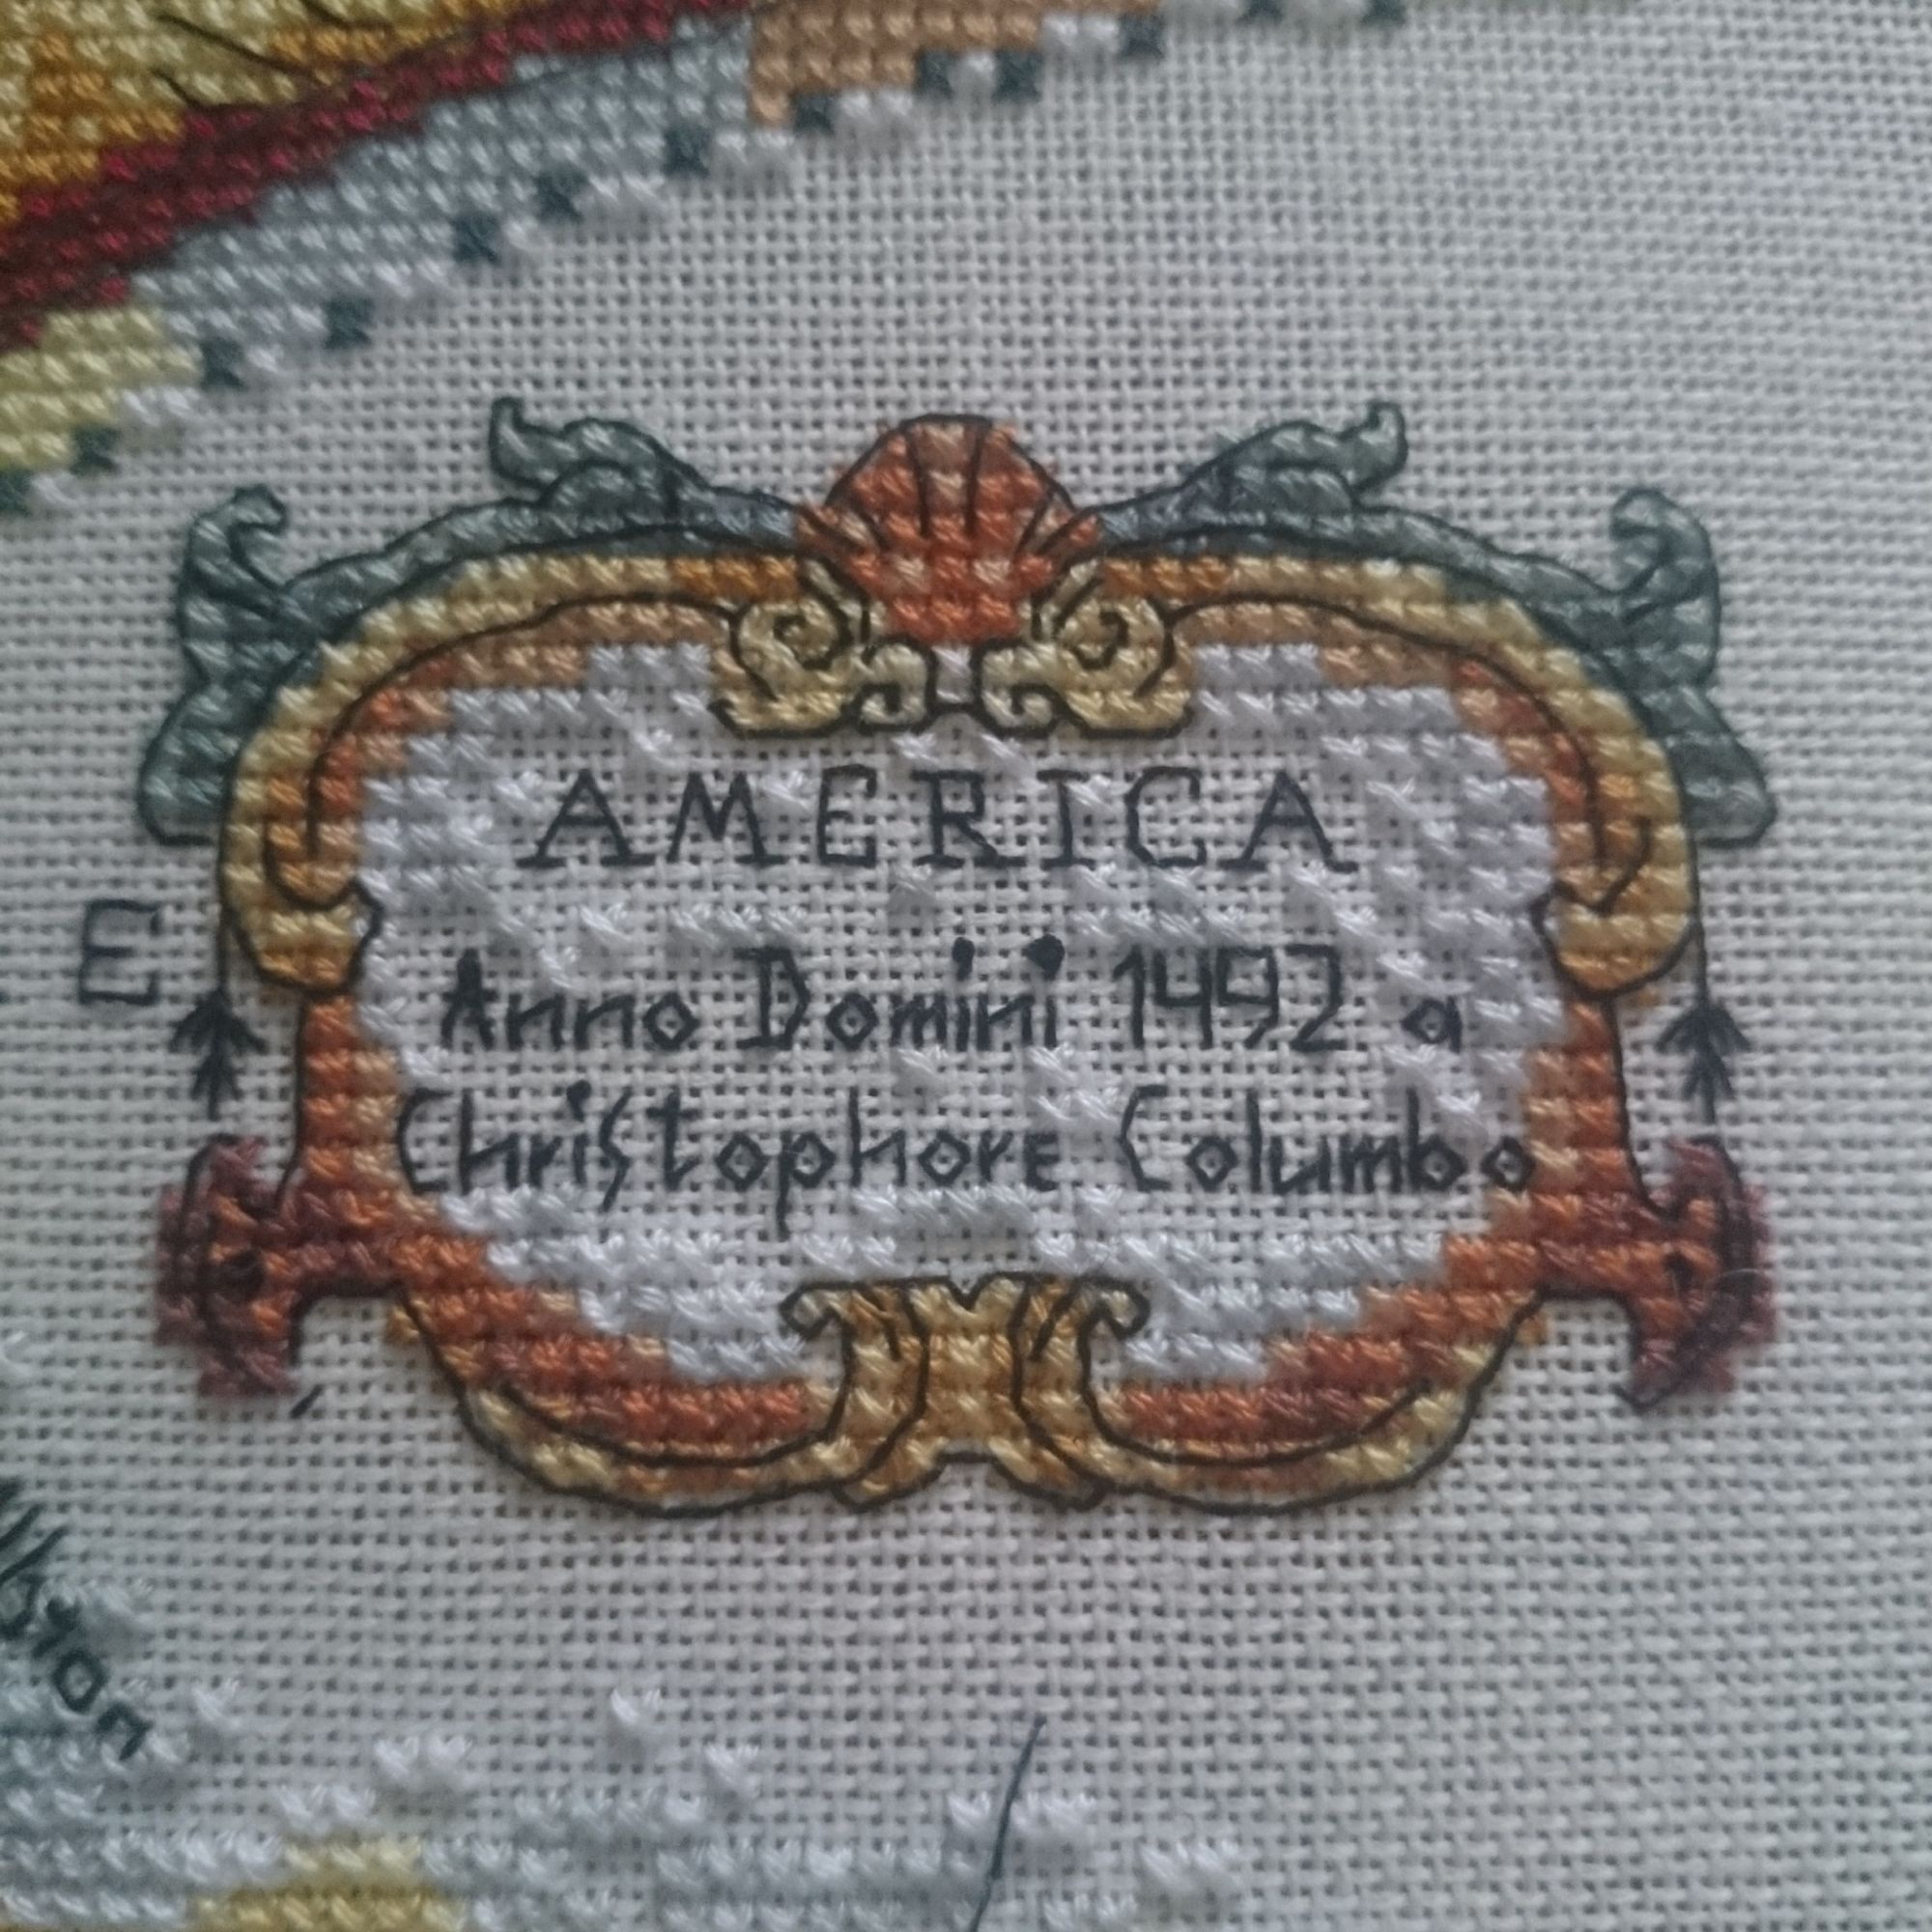 AMERICA
E
Anno Domini 1492 a
Christophore Columbo